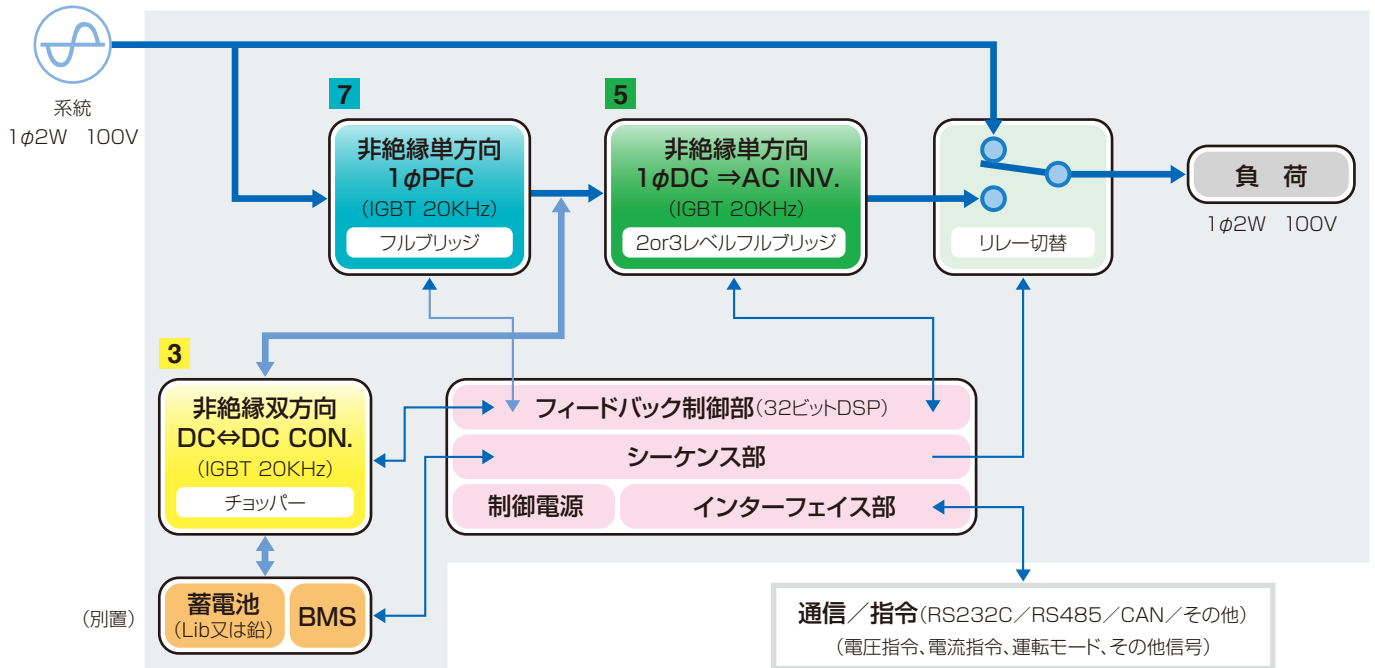 系統
1φ2W 100V
7
非絶縁単方向
1φPFC
(IGBT 20KHz)
フルブリッジ
5
非絶縁単方向
1φDC ⇒AC INV.
(IGBT 20KHz)
2or3レベルフルブリッジ
リレー切替
負 荷
1φ2W 100V
3
非絶縁双方向
DC⇔DC CON.
(IGBT 20KHz)
チョッパー
フィードバック制御部(32ビットDSP)
シーケンス部
制御電源
インターフェイス部
(別置)
蓄電池
(Lib又は鉛)
BMS
通信/指令(RS232C/RS485/CAN/その他)
(電圧指令、電流指令、運転モード、その他信号)